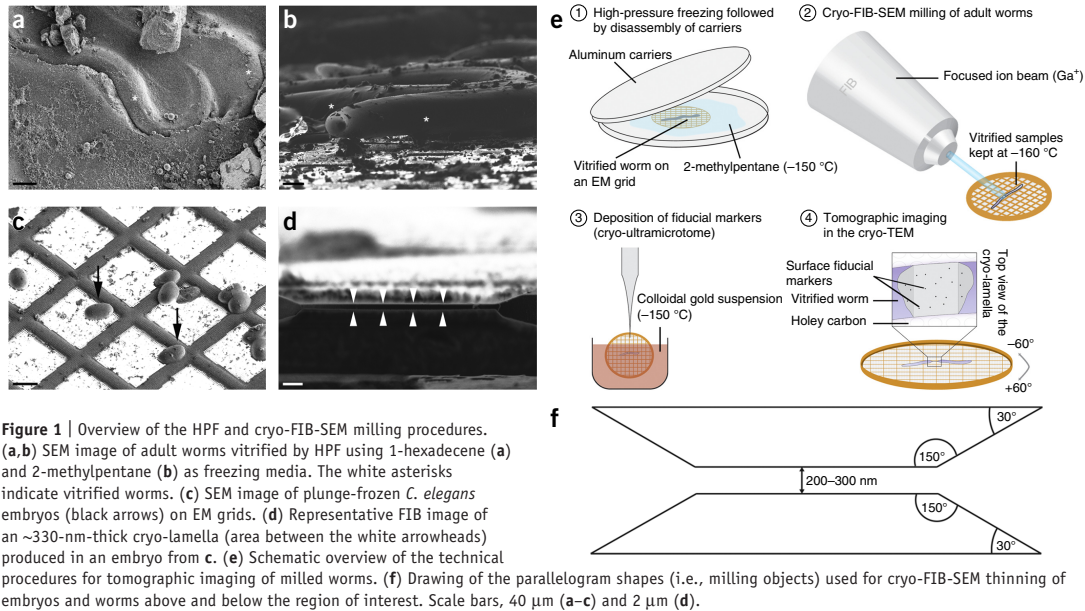 a
b
c
d
e
① High-pressure freezing followed
by disassembly of carriers
Aluminum carriers
Vitrified worm on
an EM grid
2-methylpentane (–150 °C)
② Cryo-FIB-SEM milling of adult worms
FIB
Focused ion beam (Ga⁺)
Vitrified samples
kept at –160 °C
③ Deposition of fiducial markers
(cryo-ultramicrotome)
Colloidal gold suspension
(–150 °C)
④ Tomographic imaging
in the cryo-TEM
Surface fiducial
markers
Vitrified worm
Holey carbon
Top view of the
cryo-lamella
–60°
+60°
f
30°
150°
200–300 nm
150°
30°
Figure 1 | Overview of the HPF and cryo-FIB-SEM milling procedures.
(a,b) SEM image of adult worms vitrified by HPF using 1-hexadecene (a)
and 2-methylpentane (b) as freezing media. The white asterisks
indicate vitrified worms. (c) SEM image of plunge-frozen C. elegans
embryos (black arrows) on EM grids. (d) Representative FIB image of
an ~330-nm-thick cryo-lamella (area between the white arrowheads)
produced in an embryo from c. (e) Schematic overview of the technical
procedures for tomographic imaging of milled worms. (f) Drawing of the parallelogram shapes (i.e., milling objects) used for cryo-FIB-SEM thinning of
embryos and worms above and below the region of interest. Scale bars, 40 μm (a–c) and 2 μm (d).